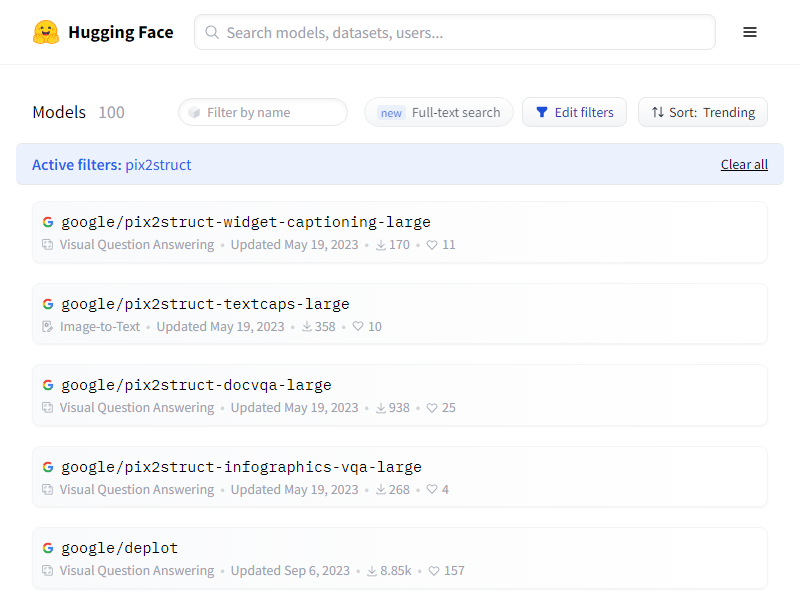 Hugging Face
Search models, datasets, users...
Models 100
Filter by name
new Full-text search
Edit filters
Sort: Trending
Active filters: pix2struct
Clear all
google/pix2struct-widget-captioning-large
Visual Question Answering • Updated May 19, 2023 • 170 • 11
google/pix2struct-textcaps-large
Image-to-Text • Updated May 19, 2023 • 358 • 10
google/pix2struct-docvqa-large
Visual Question Answering • Updated May 19, 2023 • 938 • 25
google/pix2struct-infographics-vqa-large
Visual Question Answering • Updated May 19, 2023 • 268 • 4
google/deplot
Visual Question Answering • Updated Sep 6, 2023 • 8.85k • 157